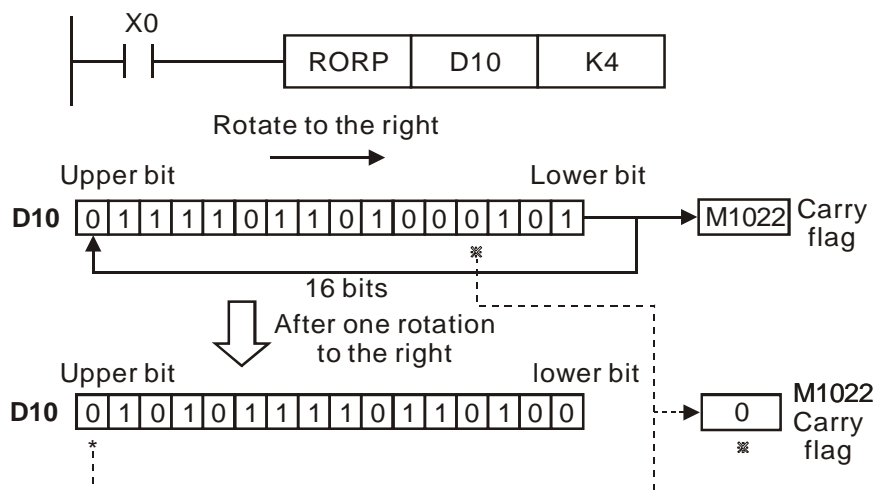 X0
RORP D10 K4
Rotate to the right
Upper bit Lower bit
D10 0 1 1 1 1 0 1 1 0 1 0 0 0 1 0 1 M1022 Carry flag
※
16 bits
After one rotation
to the right
Upper bit lower bit
D10 0 1 0 1 0 1 1 1 1 0 1 1 0 1 0 0 0 M1022 Carry flag
* ※